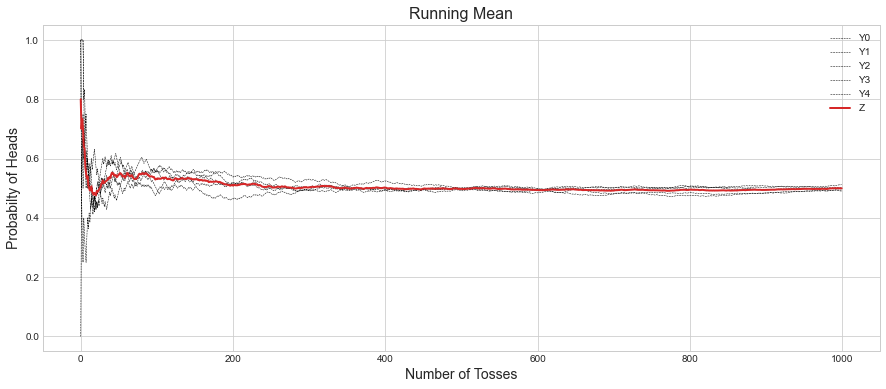 Running Mean
Probabilty of Heads
1.0
0.8
0.6
0.4
0.2
0.0
Y0
Y1
Y2
Y3
Y4
Z
0 200 400 600 800 1000
Number of Tosses